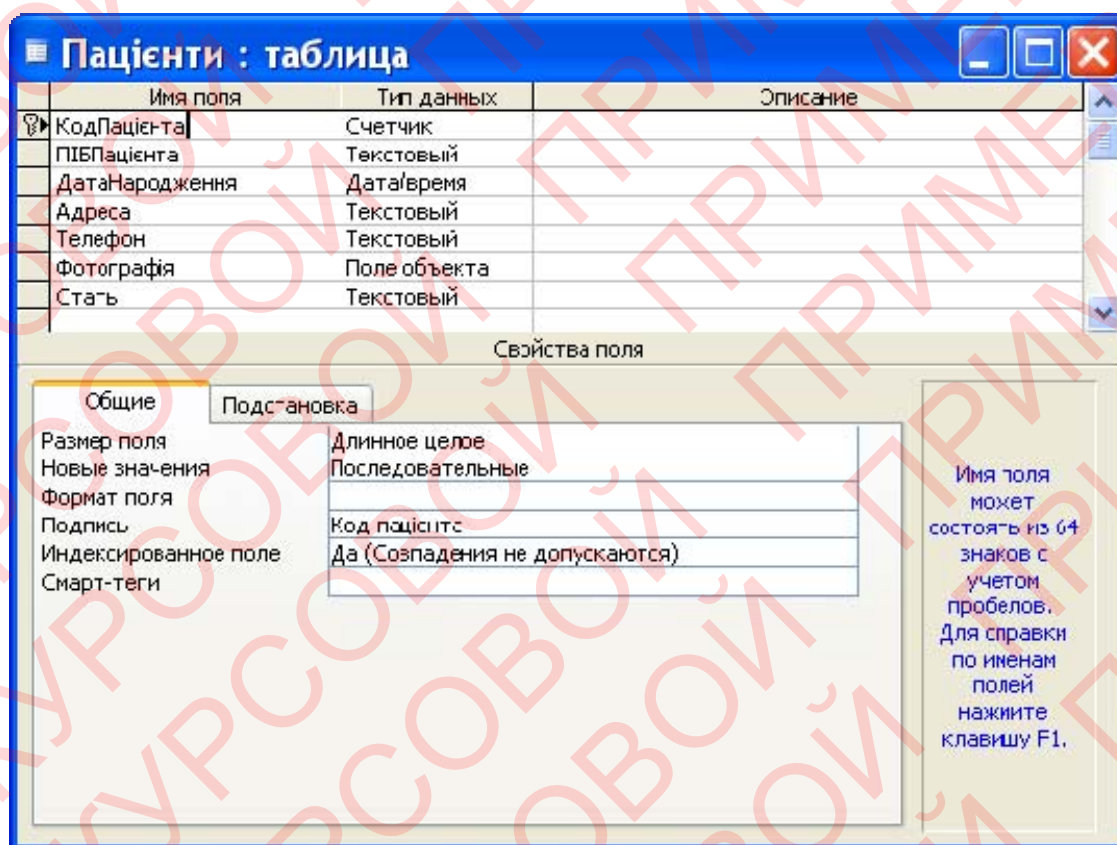 Пацієнти : таблица
Имя поля Тип данных Описание
КодПацієнта Счетчик
ПІБПацієнта Текстовый
ДатаНародження Дата/время
Адреса Текстовый
Телефон Текстовый
Фотографія Поле объекта
Стать Текстовый
Свойства поля
Общие Подстановка
Размер поля Длинное целое
Новые значения Последовательные
Формат поля
Подпись Код пацієнта
Индексированное поле Да (Совпадения не допускаются)
Смарт-теги
Имя поля
может
состоять из 64
знаков с
учетом
пробелов.
Для справки
по именам
полей
нажмите
клавишу F1.
ПРИМЕР КУРСОВОЙ